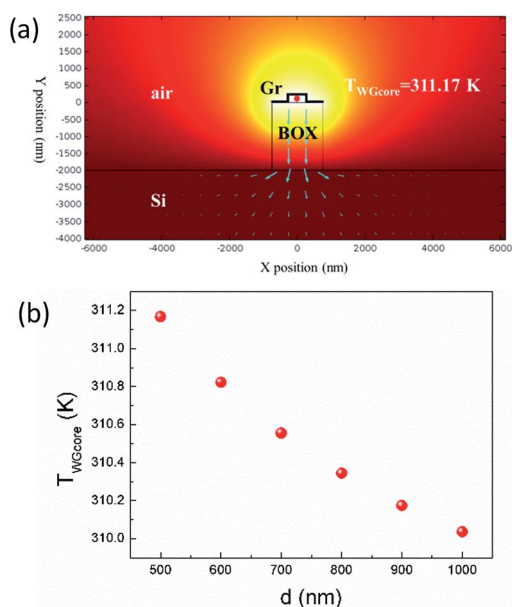 (a)
2500
2000
1500
1000
500
0
-500
-1000
-1500
-2000
-2500
-3000
-3500
-4000
Y position (nm)
air
Gr
T_WGcore=311.17 K
BOX
Si
-6000 -4000 -2000 0 2000 4000 6000
X position (nm)
(b)
311.2
311.0
310.8
310.6
310.4
310.2
310.0
T_WGcore (K)
500 600 700 800 900 1000
d (nm)